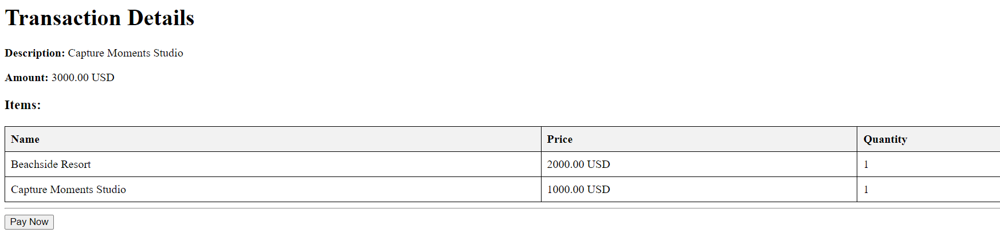 Transaction Details
Description: Capture Moments Studio
Amount: 3000.00 USD
Items:
Name Price Quantity
Beachside Resort 2000.00 USD 1
Capture Moments Studio 1000.00 USD 1
Pay Now